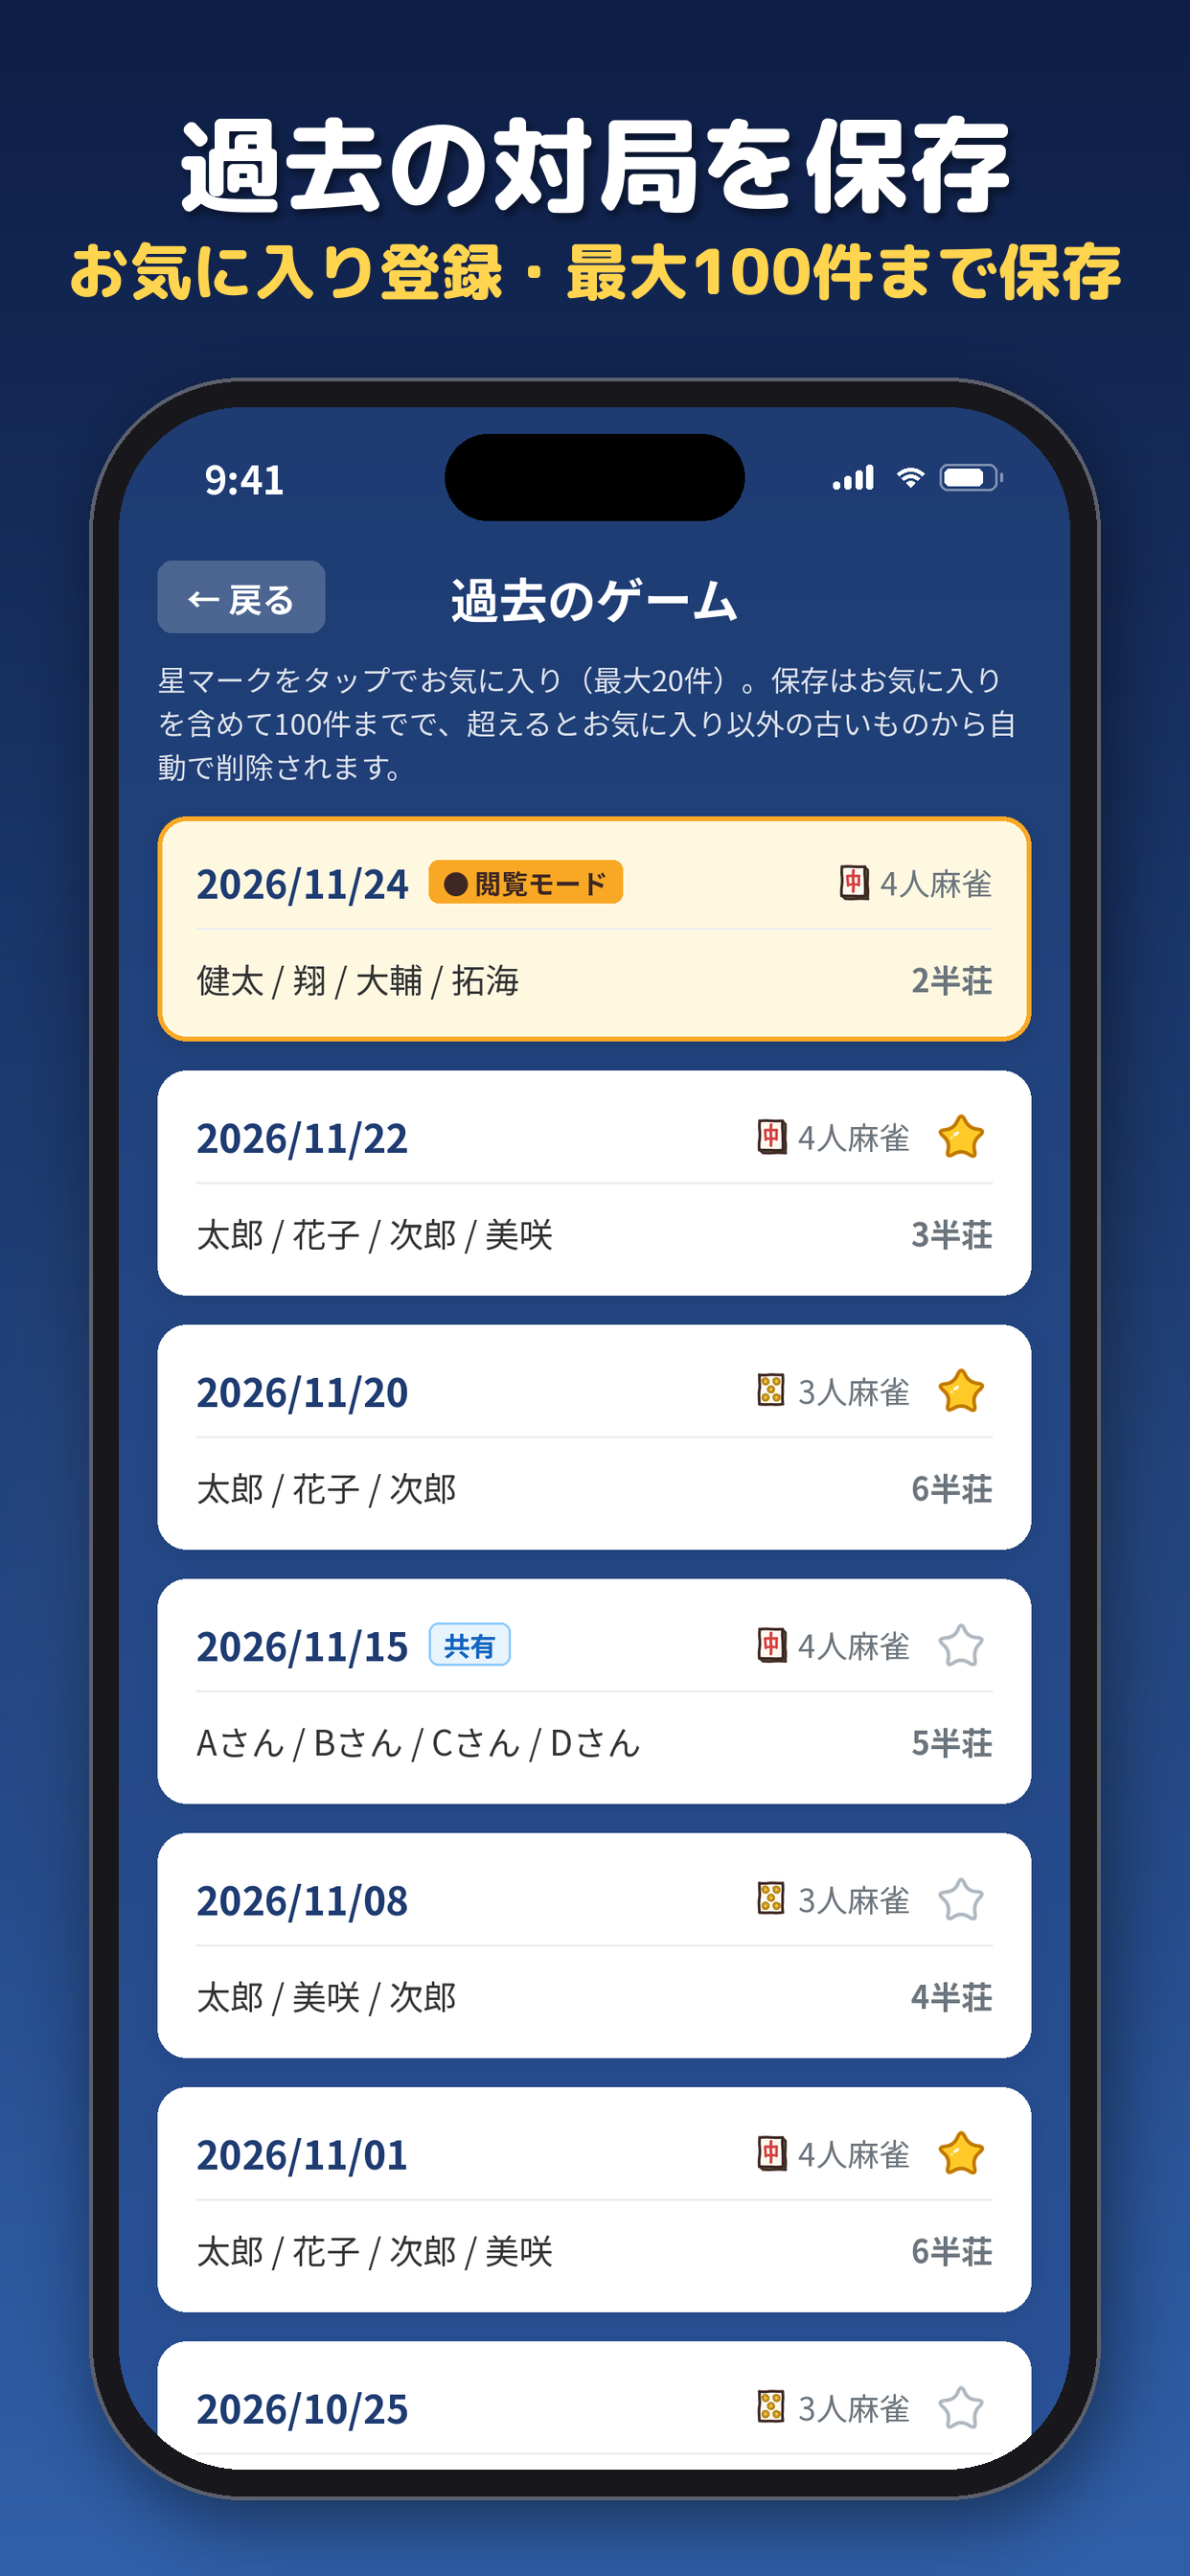 過去の対局を保存
お気に入り登録・最大100件まで保存
9:41
← 戻る
過去のゲーム
星マークをタップでお気に入り（最大20件）。保存はお気に入り
を含めて100件までで、超えるとお気に入り以外の古いものから自
動で削除されます。
2026/11/24 ●閲覧モード 中 4人麻雀
健太 / 翔 / 大輔 / 拓海 2半荘
2026/11/22 中 4人麻雀
太郎 / 花子 / 次郎 / 美咲 3半荘
2026/11/20 3人麻雀
太郎 / 花子 / 次郎 6半荘
2026/11/15 共有 中 4人麻雀
Aさん / Bさん / Cさん / Dさん 5半荘
2026/11/08 3人麻雀
太郎 / 美咲 / 次郎 4半荘
2026/11/01 中 4人麻雀
太郎 / 花子 / 次郎 / 美咲 6半荘
2026/10/25 3人麻雀